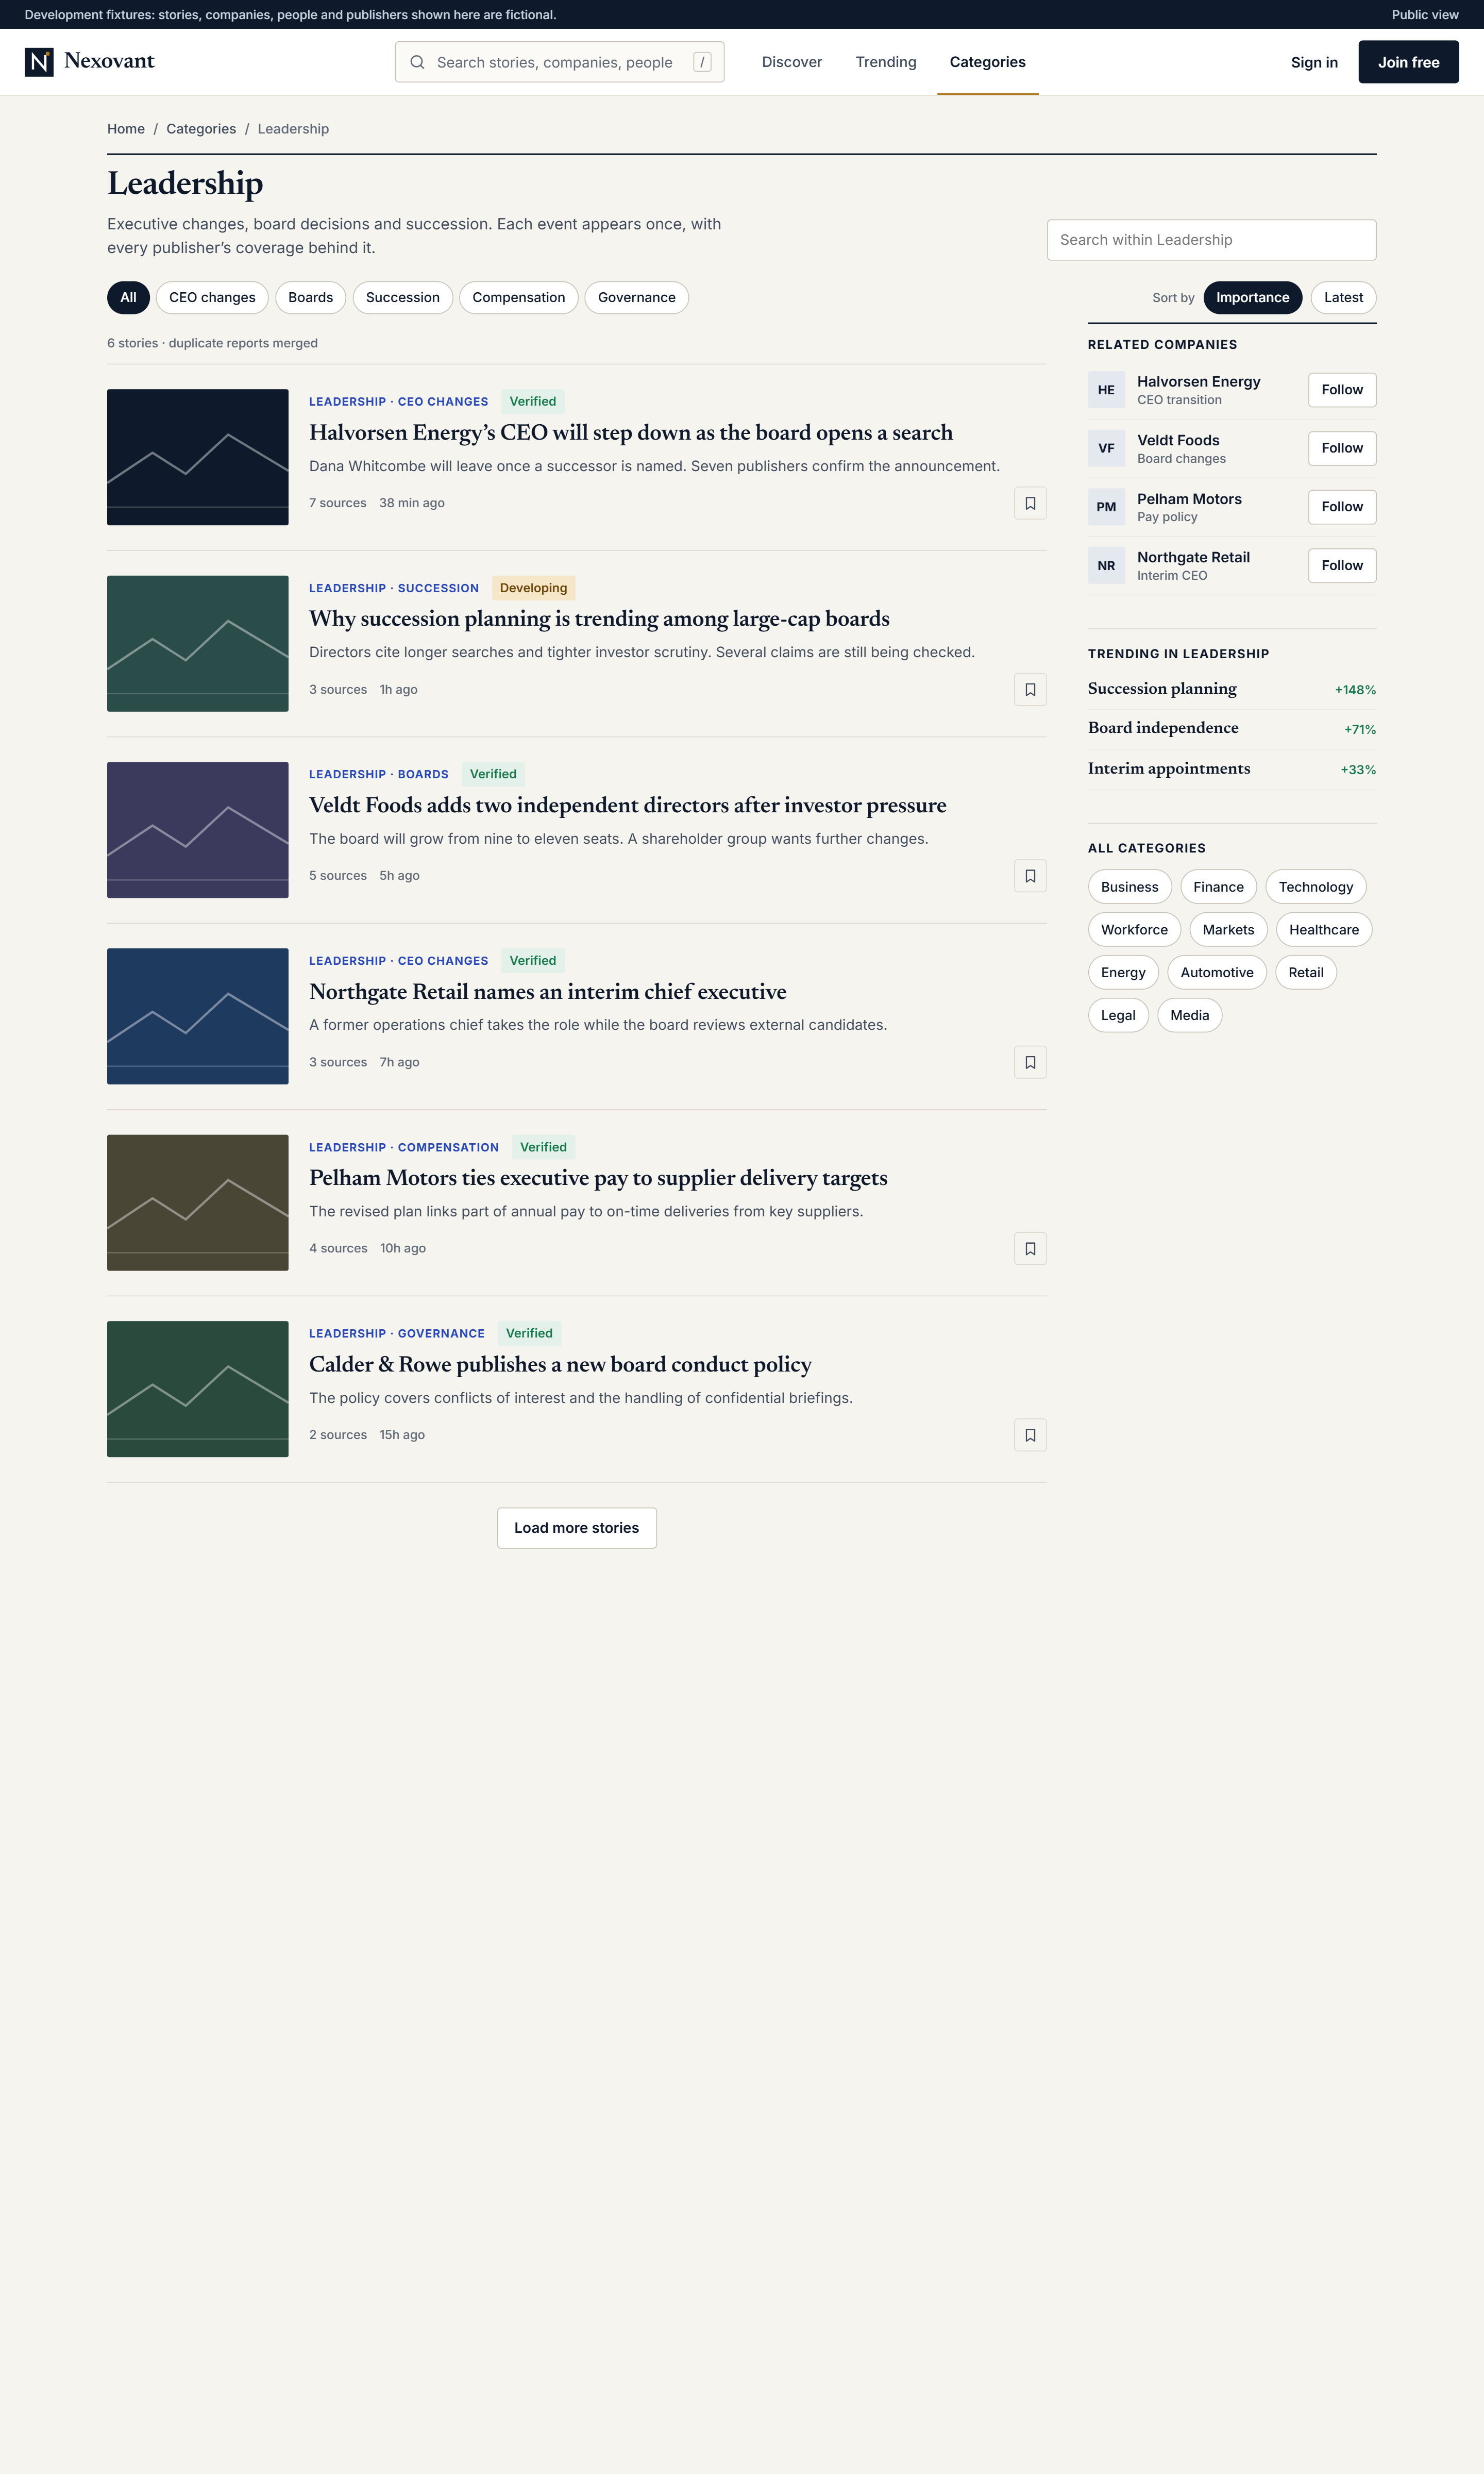 Development fixtures: stories, companies, people and publishers shown here are fictional.
Public view
N
Nexovant
Search stories, companies, people
/
Discover
Trending
Categories
Sign in
Join free
Home / Categories / Leadership
Leadership
Executive changes, board decisions and succession. Each event appears once, with
every publisher’s coverage behind it.
Search within Leadership
All
CEO changes
Boards
Succession
Compensation
Governance
Sort by
Importance
Latest
6 stories · duplicate reports merged
LEADERSHIP · CEO CHANGES
Verified
Halvorsen Energy’s CEO will step down as the board opens a search
Dana Whitcombe will leave once a successor is named. Seven publishers confirm the announcement.
7 sources
38 min ago
LEADERSHIP · SUCCESSION
Developing
Why succession planning is trending among large-cap boards
Directors cite longer searches and tighter investor scrutiny. Several claims are still being checked.
3 sources
1h ago
LEADERSHIP · BOARDS
Verified
Veldt Foods adds two independent directors after investor pressure
The board will grow from nine to eleven seats. A shareholder group wants further changes.
5 sources
5h ago
LEADERSHIP · CEO CHANGES
Verified
Northgate Retail names an interim chief executive
A former operations chief takes the role while the board reviews external candidates.
3 sources
7h ago
LEADERSHIP · COMPENSATION
Verified
Pelham Motors ties executive pay to supplier delivery targets
The revised plan links part of annual pay to on-time deliveries from key suppliers.
4 sources
10h ago
LEADERSHIP · GOVERNANCE
Verified
Calder & Rowe publishes a new board conduct policy
The policy covers conflicts of interest and the handling of confidential briefings.
2 sources
15h ago
Load more stories
RELATED COMPANIES
HE
Halvorsen Energy
CEO transition
Follow
VF
Veldt Foods
Board changes
Follow
PM
Pelham Motors
Pay policy
Follow
NR
Northgate Retail
Interim CEO
Follow
TRENDING IN LEADERSHIP
Succession planning
+148%
Board independence
+71%
Interim appointments
+33%
ALL CATEGORIES
Business
Finance
Technology
Workforce
Markets
Healthcare
Energy
Automotive
Retail
Legal
Media